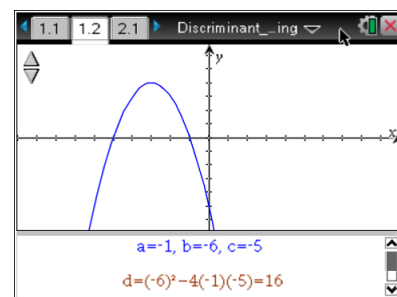 1.1 1.2 2.1 Discriminant_...ing
y
x
a=-1, b=-6, c=-5
d=(-6)²-4(-1)(-5)=16